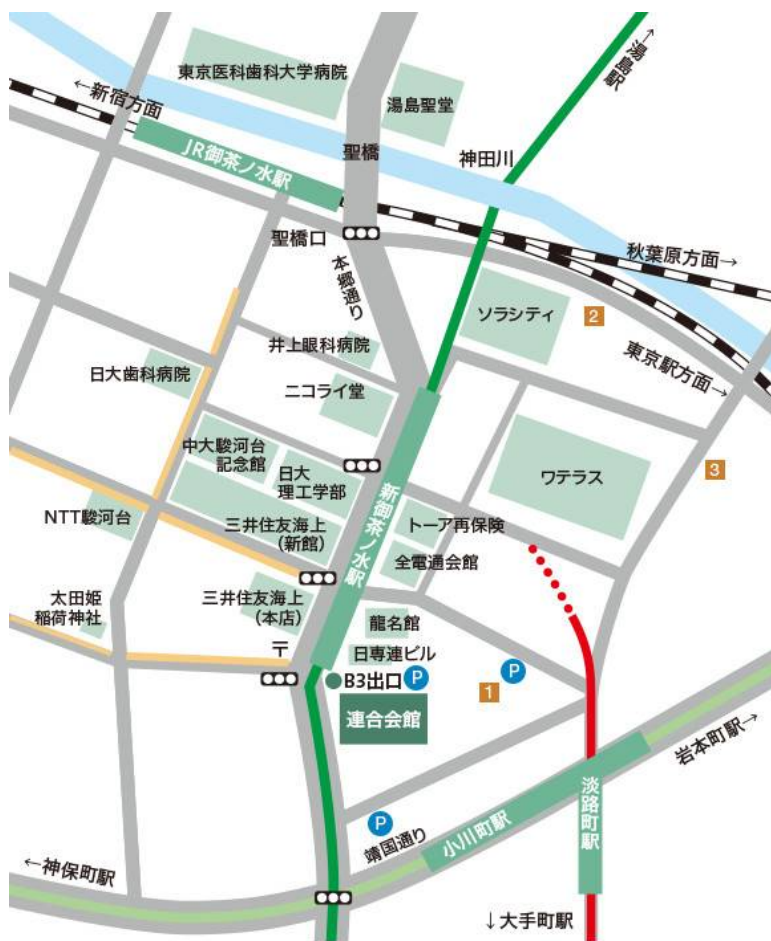 東京医科歯科大学病院
湯島聖堂
←湯島駅
←新宿方面
JR御茶ノ水駅
聖橋
神田川
聖橋口
本郷通り
秋葉原方面→
ソラシティ
2
井上眼科病院
東京駅方面→
日大歯科病院
ニコライ堂
中大駿河台
記念館
日大
理工学部
新御茶ノ水駅
ワテラス
3
NTT駿河台
三井住友海上
(新館)
トーア再保険
全電通会館
太田姫
稲荷神社
三井住友海上
(本店)
龍名館
〒
日専連ビル
B3出口
P
1
P
連合会館
岩本町駅→
淡路町駅
P
靖国通り
小川町駅
←神保町駅
↓大手町駅